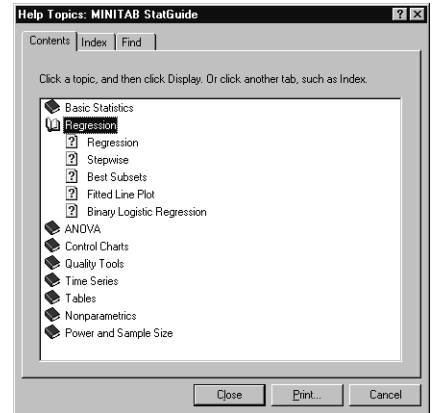 Help Topics: MINITAB StatGuide
Contents Index Find
Click a topic, and then click Display. Or click another tab, such as Index.
Basic Statistics
Regression
? Regression
? Stepwise
? Best Subsets
? Fitted Line Plot
? Binary Logistic Regression
ANOVA
Control Charts
Quality Tools
Time Series
Tables
Nonparametrics
Power and Sample Size
Close Print... Cancel